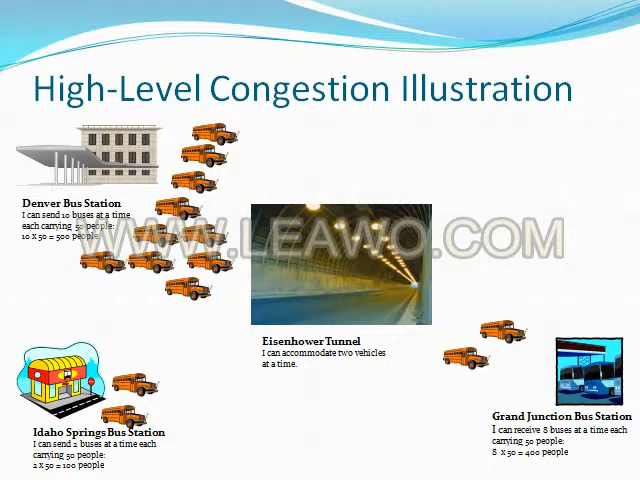 High-Level Congestion Illustration
Denver Bus Station
I can send 10 buses at a time
each carrying 50 people:
10 x 50 = 500 people
WWW.LEAWO.COM
Eisenhower Tunnel
I can accommodate two vehicles
at a time.
Idaho Springs Bus Station
I can send 2 buses at a time each
carrying 50 people:
2 x 50 = 100 people
Grand Junction Bus Station
I can receive 8 buses at a time each
carrying 50 people:
8 x 50 = 400 people